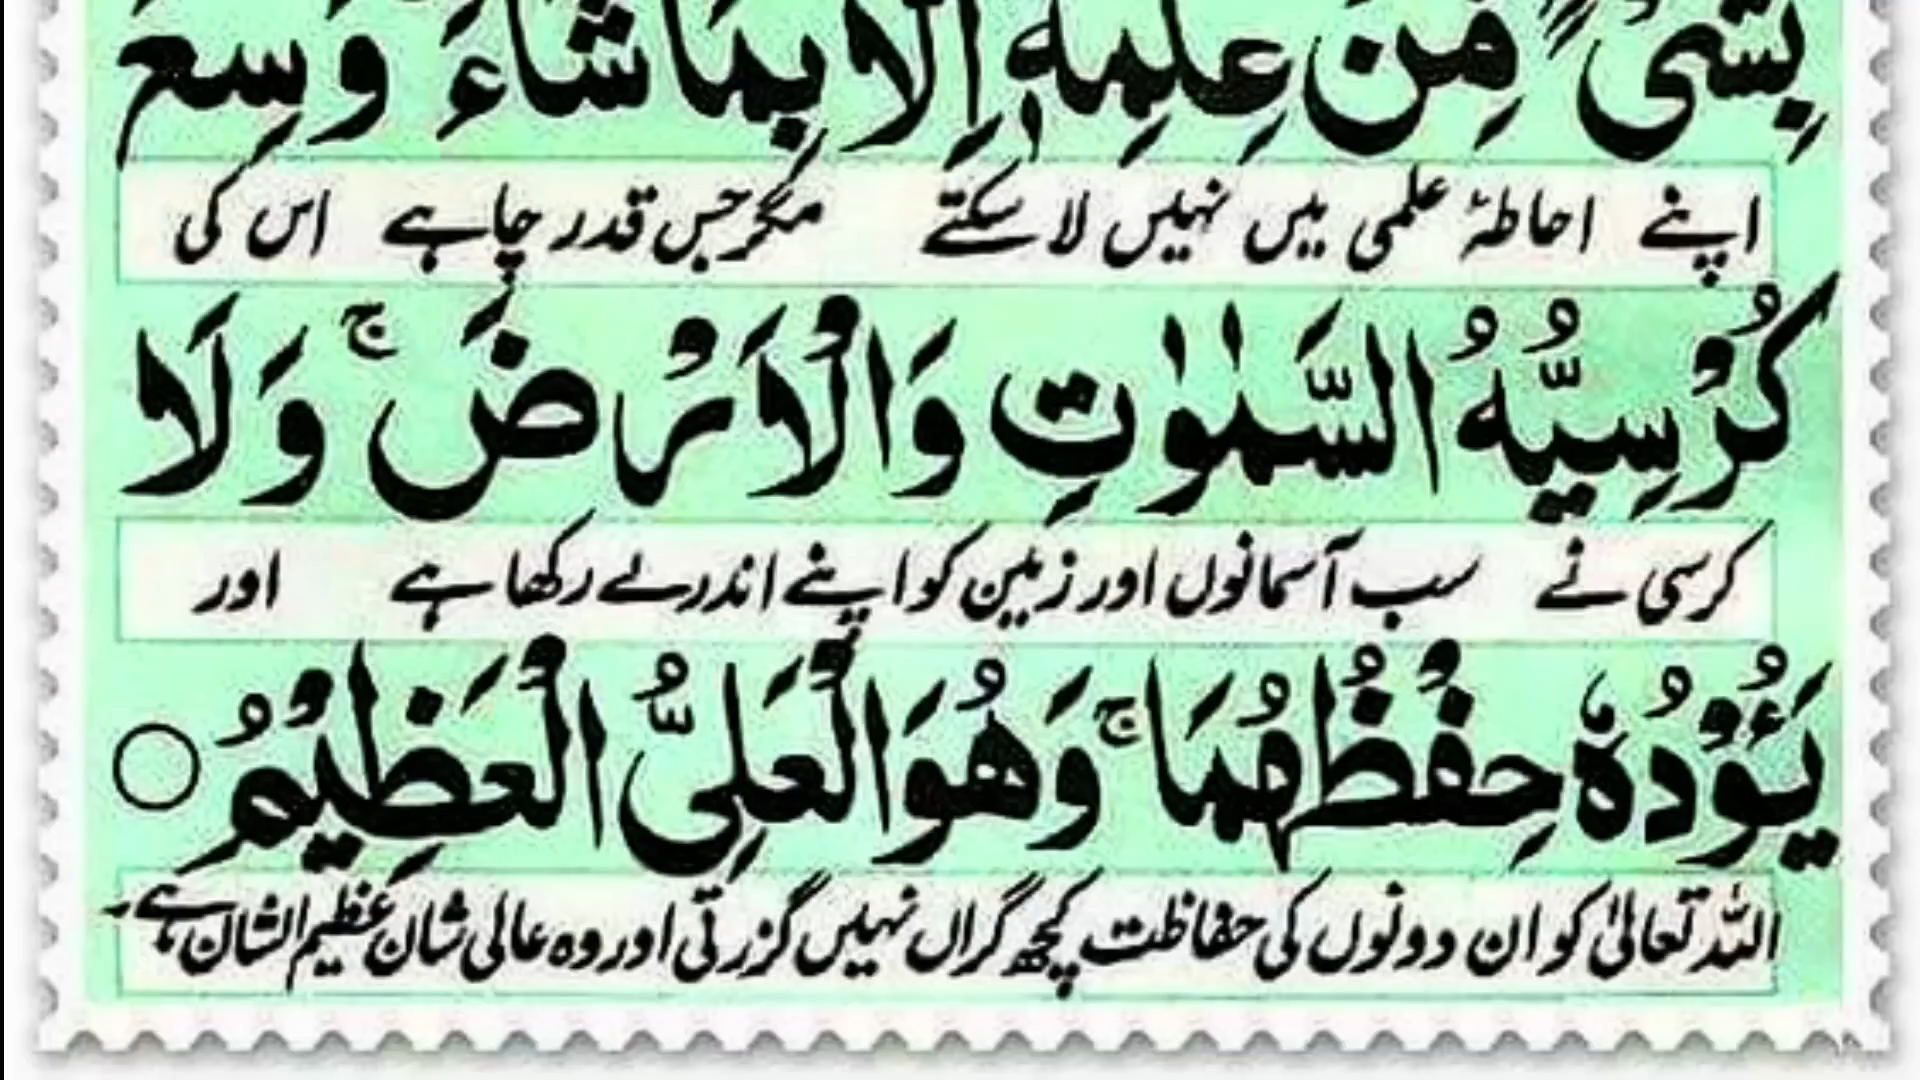 بِشَیْءٍ مِّنْ عِلْمِهٖۤ اِلَّا بِمَا شَآءَ وَسِعَ
اپنے احاطۂ علمی میں نہیں لاسکتے مگر جس قدر چاہے اس کی
كُرْسِیُّهُ السَّمٰوٰتِ وَالْاَرْضَ ۚ وَلَا
کرسی نے سب آسمانوں اور زمین کو اپنے اندر لے رکھا ہے اور
یَـُٔوْدُهٗ حِفْظُهُمَا ۚ وَهُوَ الْعَلِیُّ الْعَظِیْمُ ○
اللہ تعالیٰ کو ان دونوں کی حفاظت کچھ گراں نہیں گزرتی اور وہ عالی شان عظیم الشان ہے۔